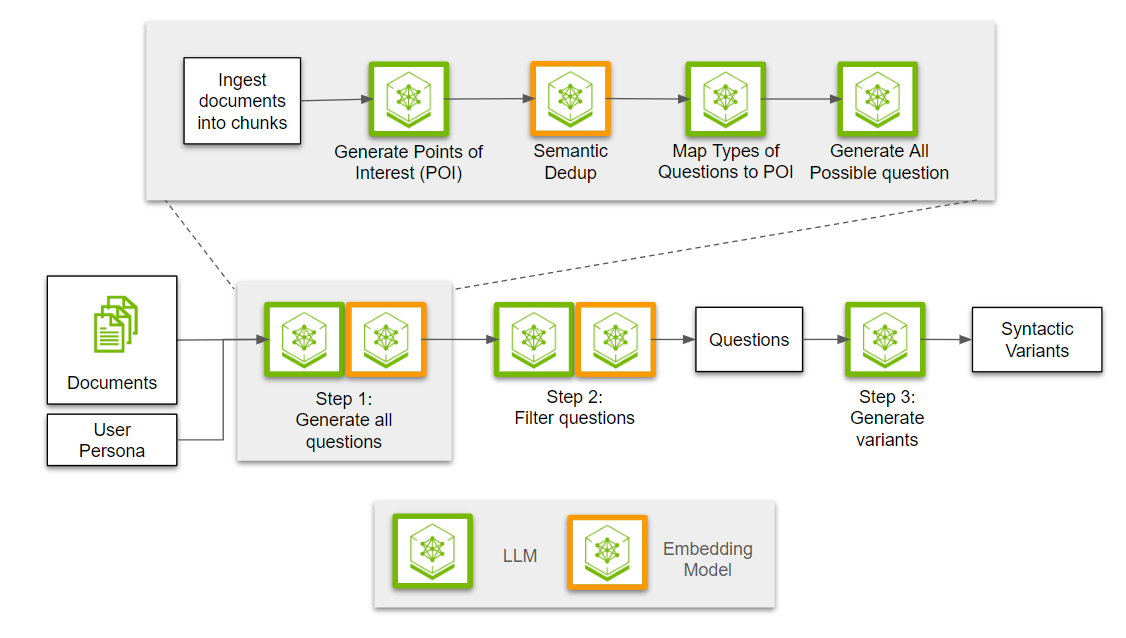 Ingest
documents
into chunks
Generate Points of
Interest (POI)
Semantic
Dedup
Map Types of
Questions to POI
Generate All
Possible question
Documents
User
Persona
Step 1:
Generate all
questions
Step 2:
Filter questions
Questions
Step 3:
Generate
variants
Syntactic
Variants
LLM
Embedding
Model